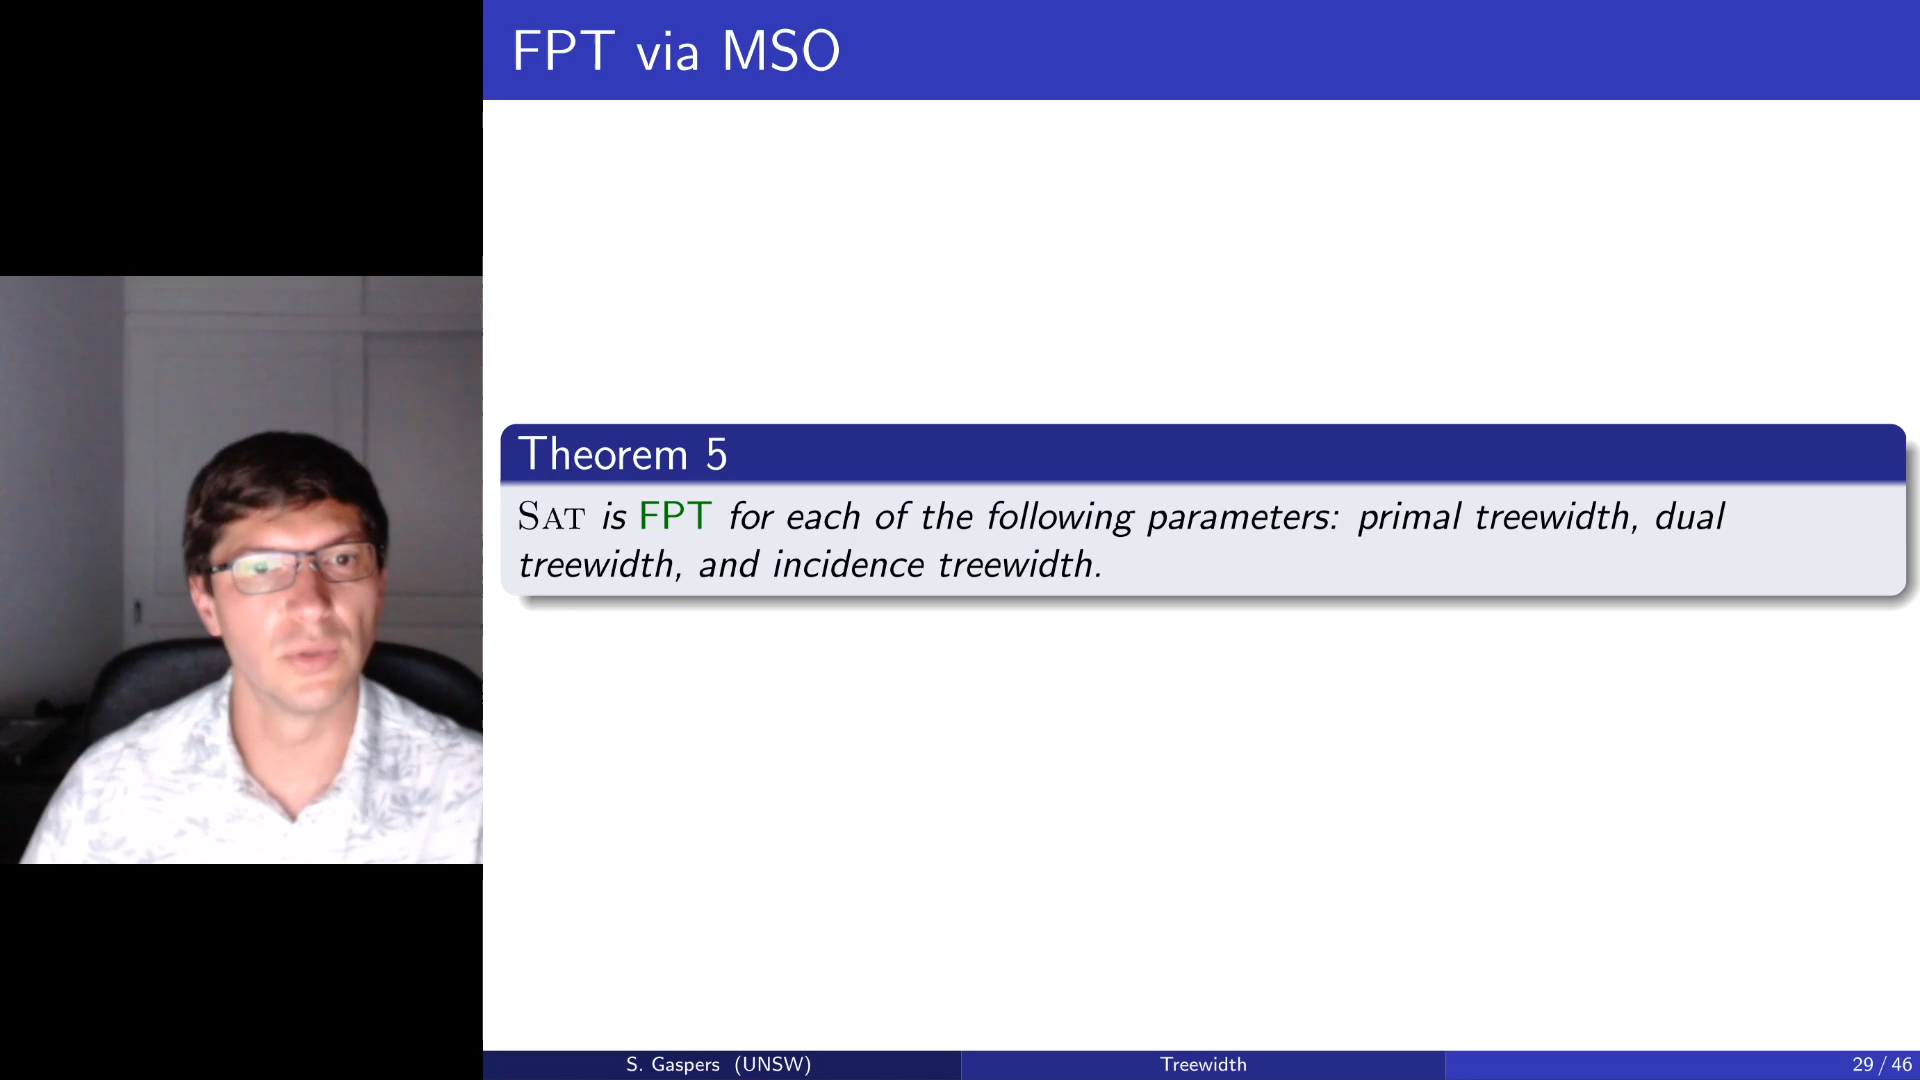 FPT via MSO
Theorem 5
SAT is FPT for each of the following parameters: primal treewidth, dual
treewidth, and incidence treewidth.
S. Gaspers (UNSW)
Treewidth
29 / 46